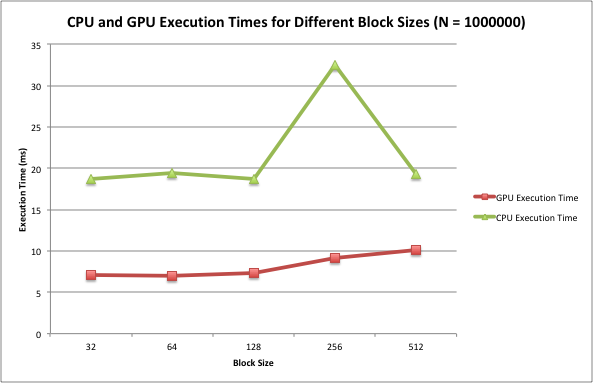 CPU and GPU Execution Times for Different Block Sizes (N = 1000000)
35
30
25
20
15
10
5
0
Execution Time (ms)
32 64 128 256 512
Block Size
GPU Execution Time
CPU Execution Time